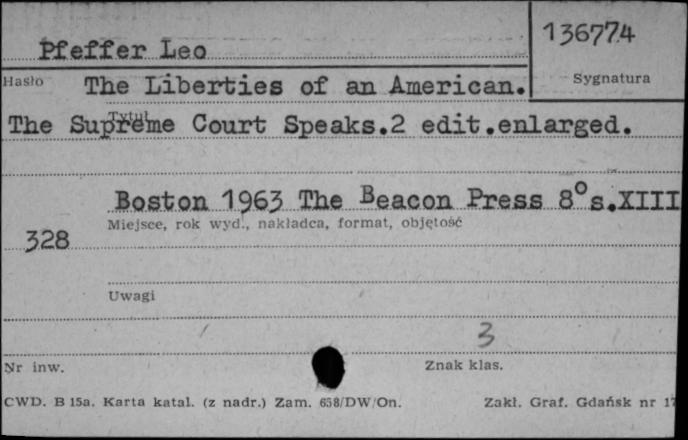 136774
Pfeffer Leo
Hasło The Liberties of an American. Sygnatura
Tytuł
The Supreme Court Speaks.2 edit.enlarged.
Boston 1963 The Beacon Press 8° s.XIII
Miejsce, rok wyd., nakładca, format, objętość
328
Uwagi
3
Nr inw. Znak klas.
CWD. B 15a. Karta katal. (z nadr.) Zam. 658/DW/On. Zakł. Graf. Gdańsk nr 17